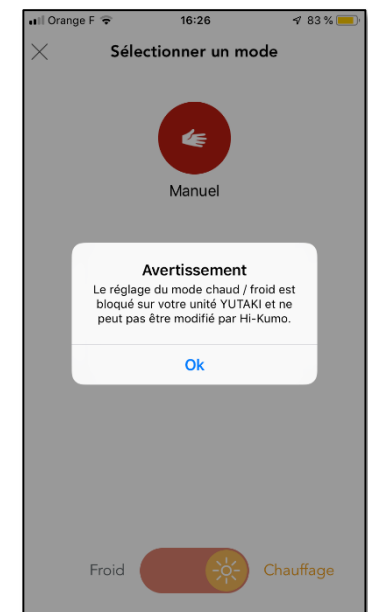 Orange F 16:26 83 %
Sélectionner un mode
Manuel
Avertissement
Le réglage du mode chaud / froid est
bloqué sur votre unité YUTAKI et ne
peut pas être modifié par Hi-Kumo.
Ok
Froid Chauffage